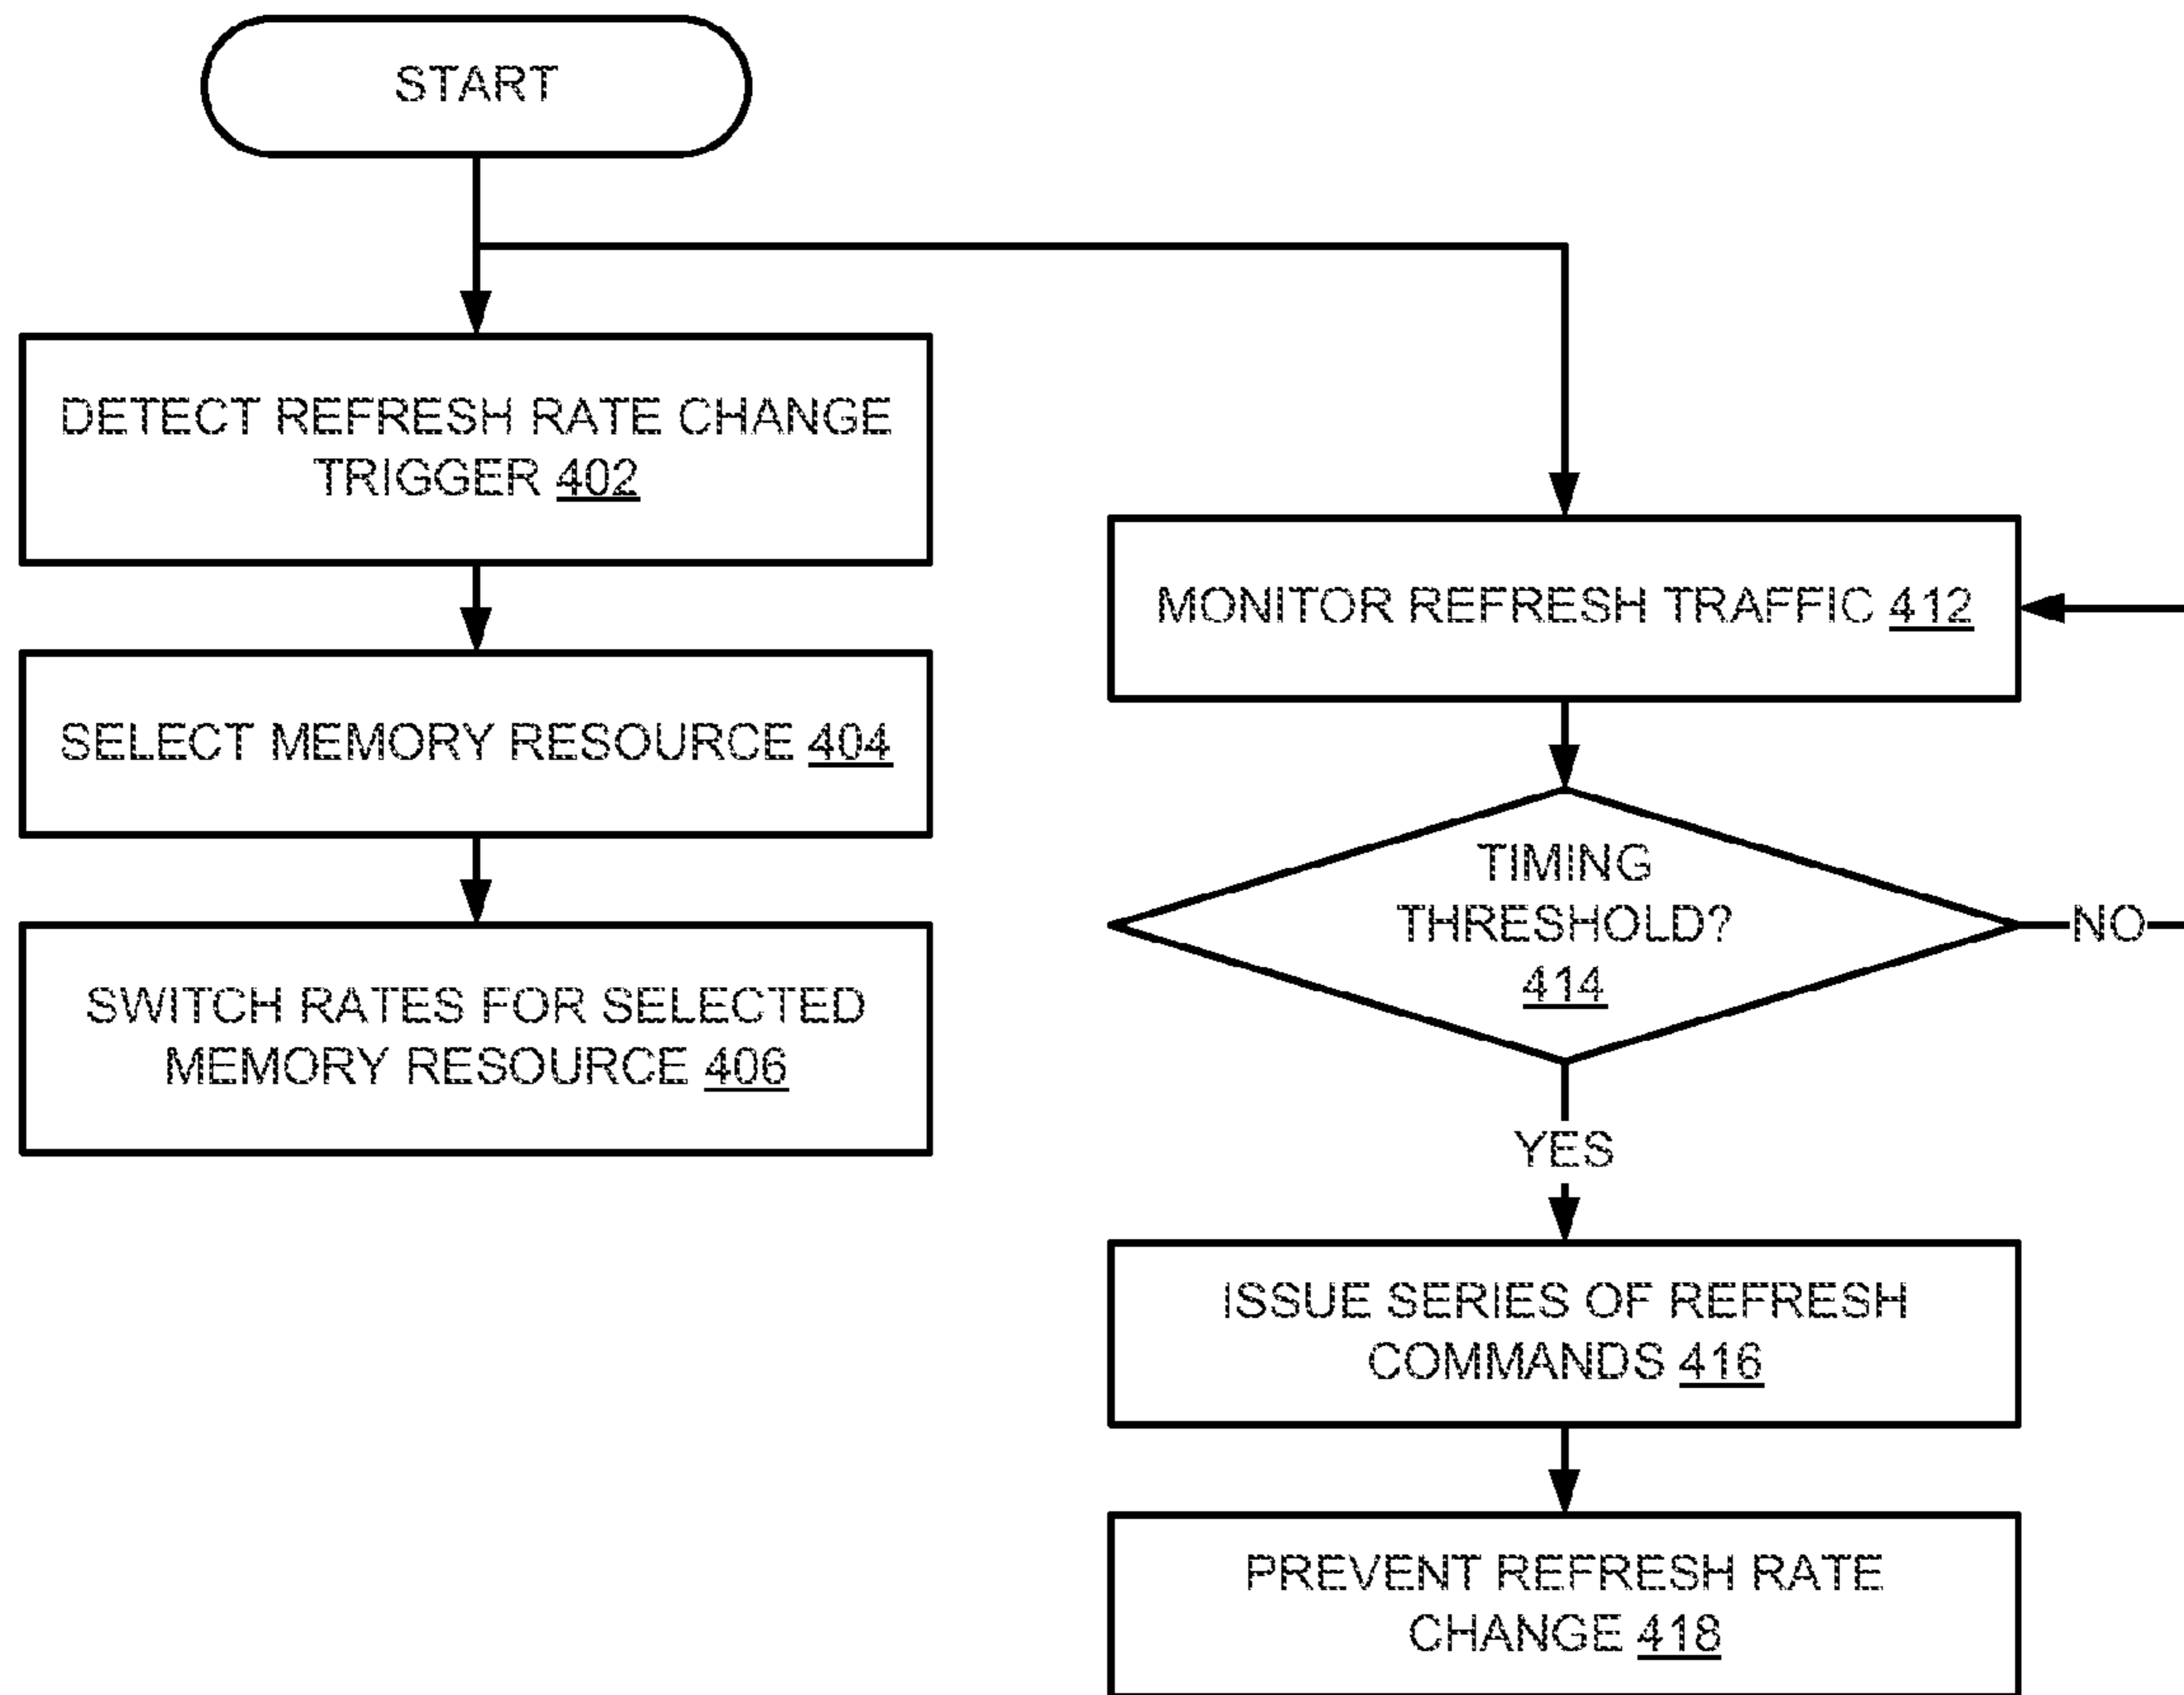 START
DETECT REFRESH RATE CHANGE
TRIGGER 402
SELECT MEMORY RESOURCE 404
SWITCH RATES FOR SELECTED
MEMORY RESOURCE 406
MONITOR REFRESH TRAFFIC 412
TIMING
THRESHOLD?
414
NO
YES
ISSUE SERIES OF REFRESH
COMMANDS 416
PREVENT REFRESH RATE
CHANGE 418